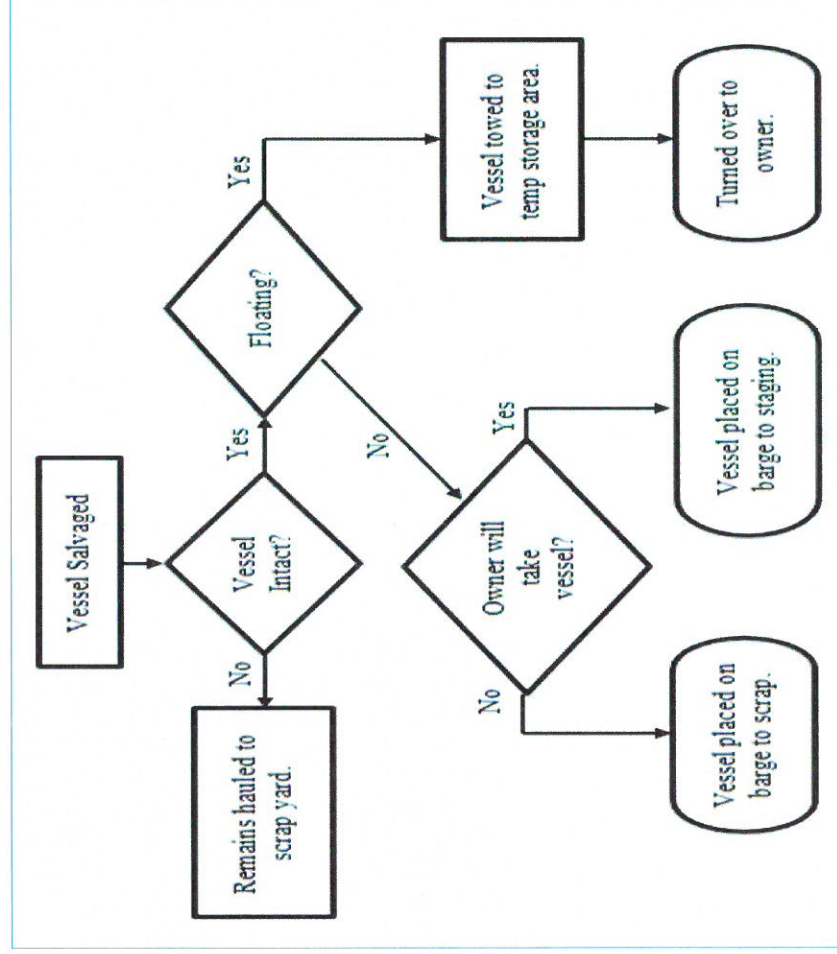 Vessel Salvaged
Vessel
Intact?
No
Yes
Remains hauled to
scrap yard.
Floating?
Yes
No
Vessel towed to
temp storage area.
Owner will
take
vessel?
No
Yes
Vessel placed on
barge to scrap.
Vessel placed on
barge to staging.
Turned over to
owner.